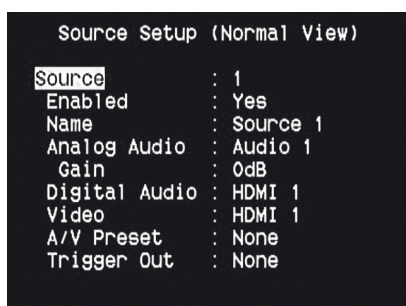 Source Setup (Normal View)
Source : 1
Enabled : Yes
Name : Source 1
Analog Audio : Audio 1
Gain : 0dB
Digital Audio : HDMI 1
Video : HDMI 1
A/V Preset : None
Trigger Out : None